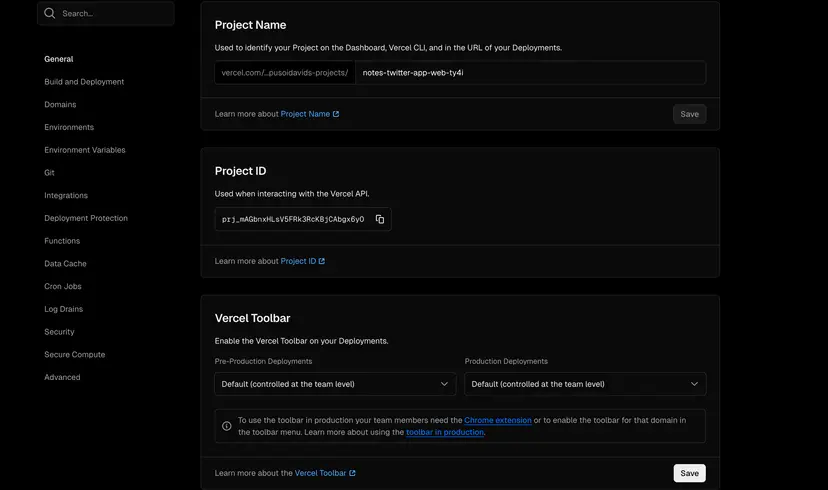 Search...
General
Build and Deployment
Domains
Environments
Environment Variables
Git
Integrations
Deployment Protection
Functions
Data Cache
Cron Jobs
Log Drains
Security
Secure Compute
Advanced
Project Name
Used to identify your Project on the Dashboard, Vercel CLI, and in the URL of your Deployments.
vercel.com/...pusoidavids-projects/ notes-twitter-app-web-ty4i
Learn more about Project Name
Save
Project ID
Used when interacting with the Vercel API.
prj_mAGbnxHLsV5FRk3RcKBjCAbgx6yO
Learn more about Project ID
Vercel Toolbar
Enable the Vercel Toolbar on your Deployments.
Pre-Production Deployments
Default (controlled at the team level)
Production Deployments
Default (controlled at the team level)
To use the toolbar in production your team members need the Chrome extension or to enable the toolbar for that domain in
the toolbar menu. Learn more about using the toolbar in production.
Learn more about the Vercel Toolbar
Save